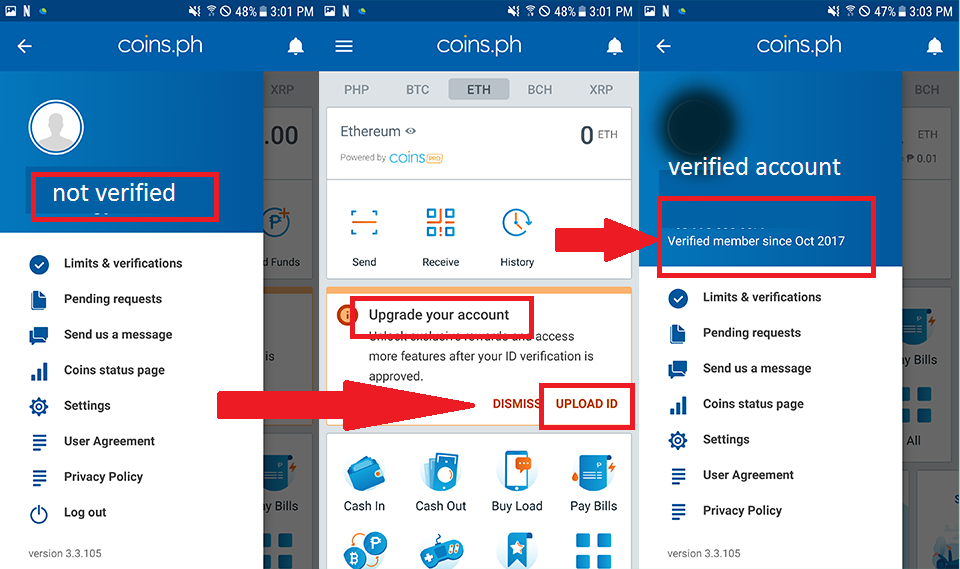 48% 3:01 PM
coins.ph
XRP
.00
not verified
d Funds
Limits & verifications
Pending requests
Send us a message
is
Coins status page
Settings
User Agreement
Privacy Policy
ay Bills
Log out
version 3.3.105
48% 3:01 PM
coins.ph
PHP BTC ETH BCH XRP
Ethereum 0 ETH
Powered by coins PRO
Send Receive History
Upgrade your account
Unlock exclusive rewards and access
more features after your ID verification is
approved.
DISMISS UPLOAD ID
Cash In Cash Out Buy Load Pay Bills
47% 3:03 PM
coins.ph
BCH
ETH
₱ 0.01
verified account
Verified member since Oct 2017
Limits & verifications
Pending requests
ay Bills
Send us a message
Coins status page
All
Settings
User Agreement
Privacy Policy
version 3.3.105